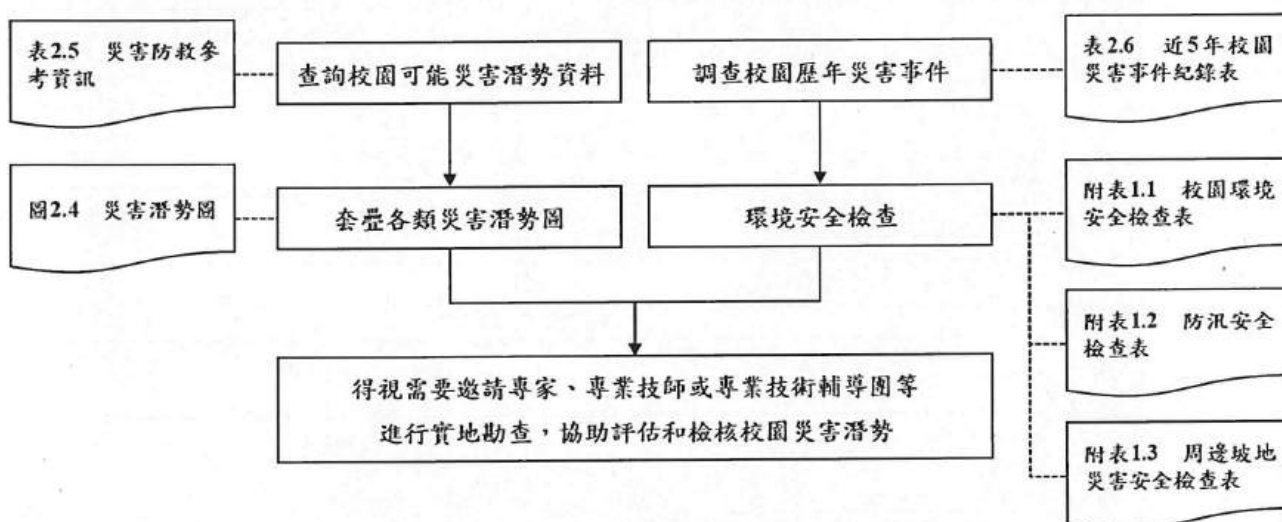 表2.5 災害防救參
考資訊
查詢校園可能災害潛勢資料
調查校園歷年災害事件
表2.6 近5年校園
災害事件紀錄表
圖2.4 災害潛勢圖
套疊各類災害潛勢圖
環境安全檢查
附表1.1 校園環境
安全檢查表
附表1.2 防汛安全
檢查表
得視需要邀請專家、專業技師或專業技術輔導團等
進行實地勘查，協助評估和檢核校園災害潛勢
附表1.3 周邊坡地
災害安全檢查表